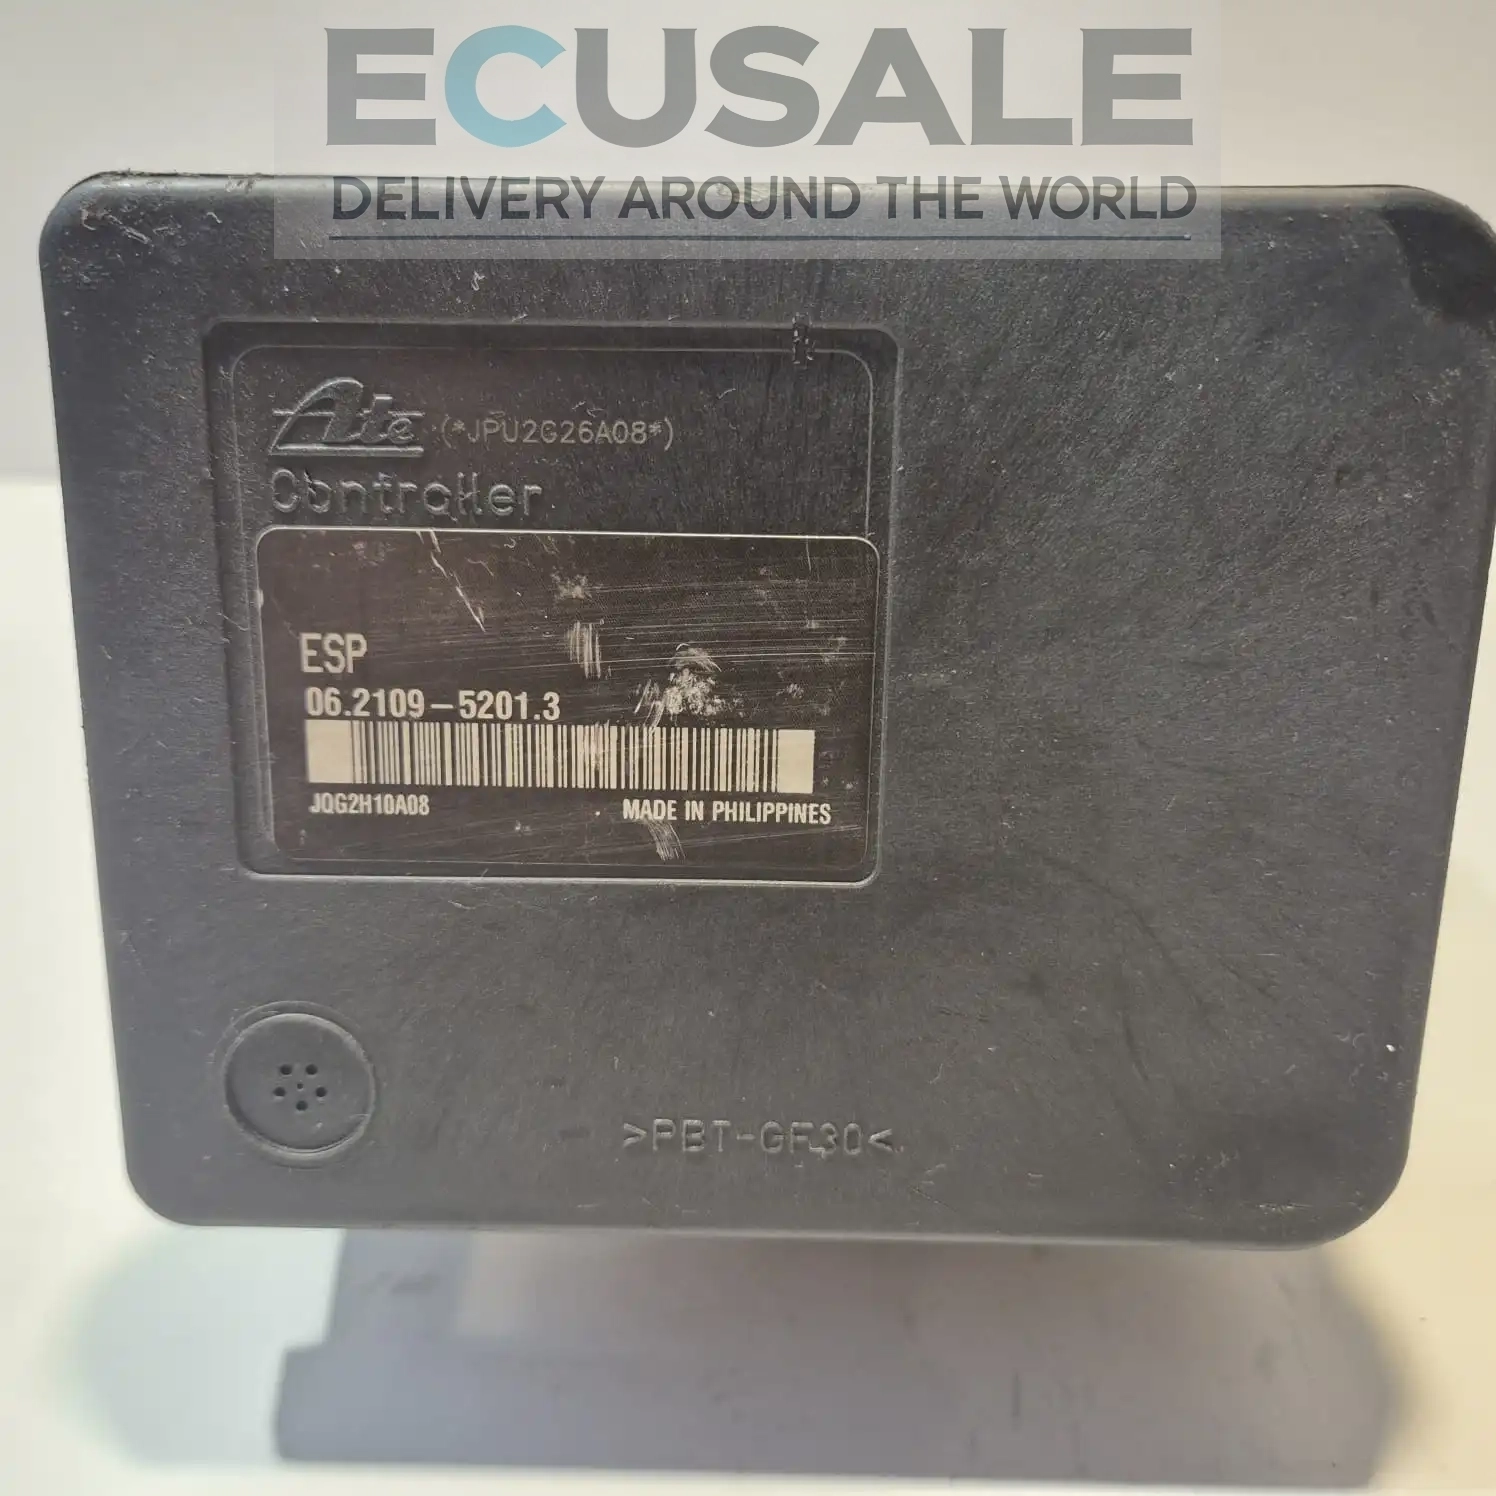 ECUSALE
DELIVERY AROUND THE WORLD
Ate (*JPU2G26A08*)
Controller
ESP
06.2109-5201.3
JQG2H10A08 MADE IN PHILIPPINES
>PBT-GF30<